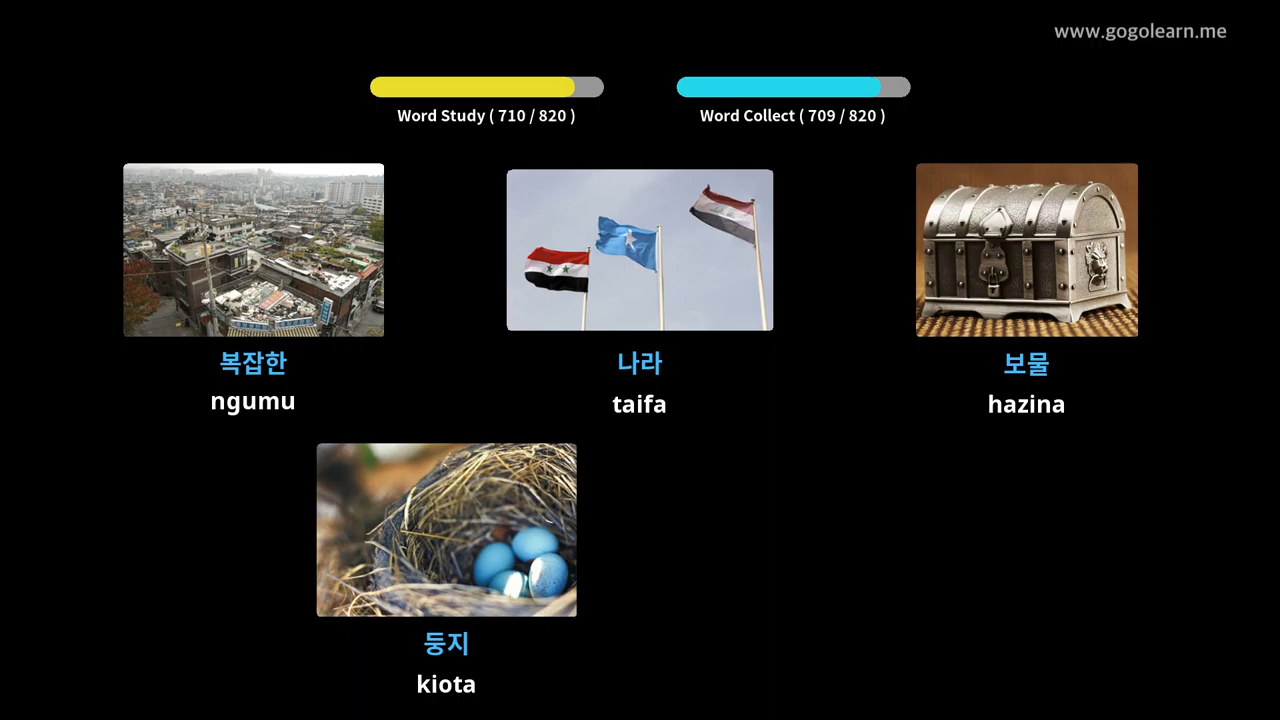 www.gogolearn.me
Word Study ( 710 / 820 )
Word Collect ( 709 / 820 )
복잡한
ngumu
나라
taifa
보물
hazina
둥지
kiota